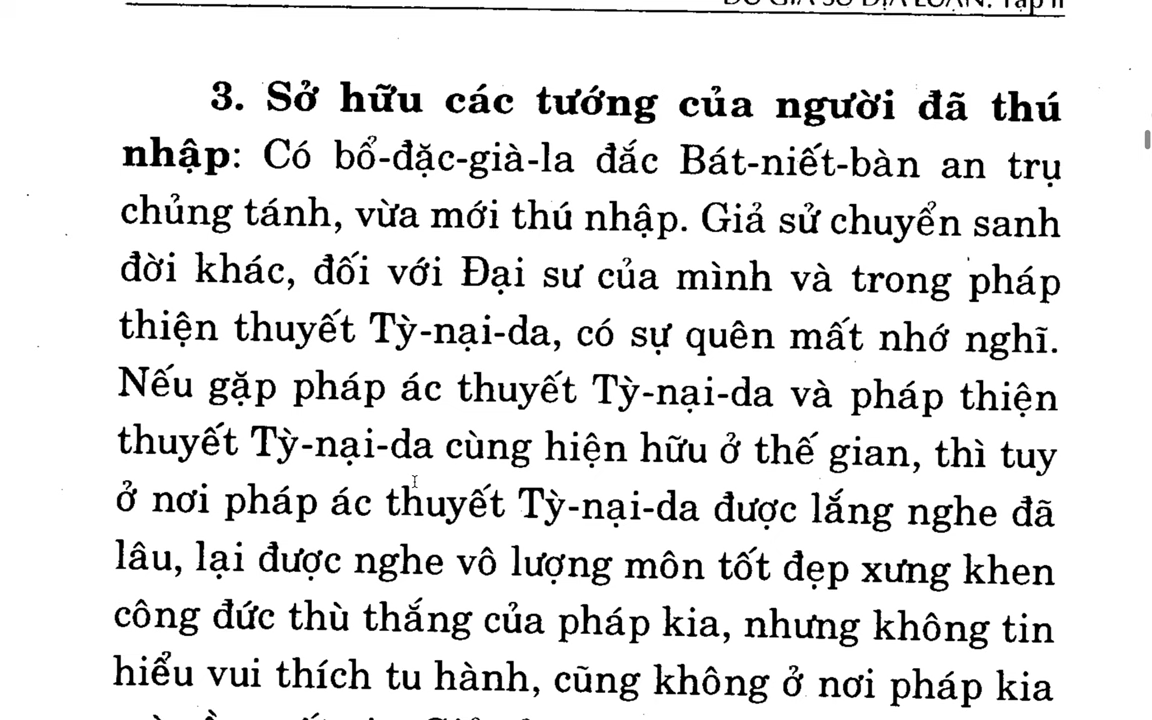 3. Sở hữu các tướng của người đã thú
nhập: Có bổ-đặc-già-la đắc Bát-niết-bàn an trụ
chủng tánh, vừa mới thú nhập. Giả sử chuyển sanh
đời khác, đối với Đại sư của mình và trong pháp
thiện thuyết Tỳ-nại-da, có sự quên mất nhớ nghĩ.
Nếu gặp pháp ác thuyết Tỳ-nại-da và pháp thiện
thuyết Tỳ-nại-da cùng hiện hữu ở thế gian, thì tuy
ở nơi pháp ác thuyết Tỳ-nại-da được lắng nghe đã
lâu, lại được nghe vô lượng môn tốt đẹp xưng khen
công đức thù thắng của pháp kia, nhưng không tin
hiểu vui thích tu hành, cũng không ở nơi pháp kia